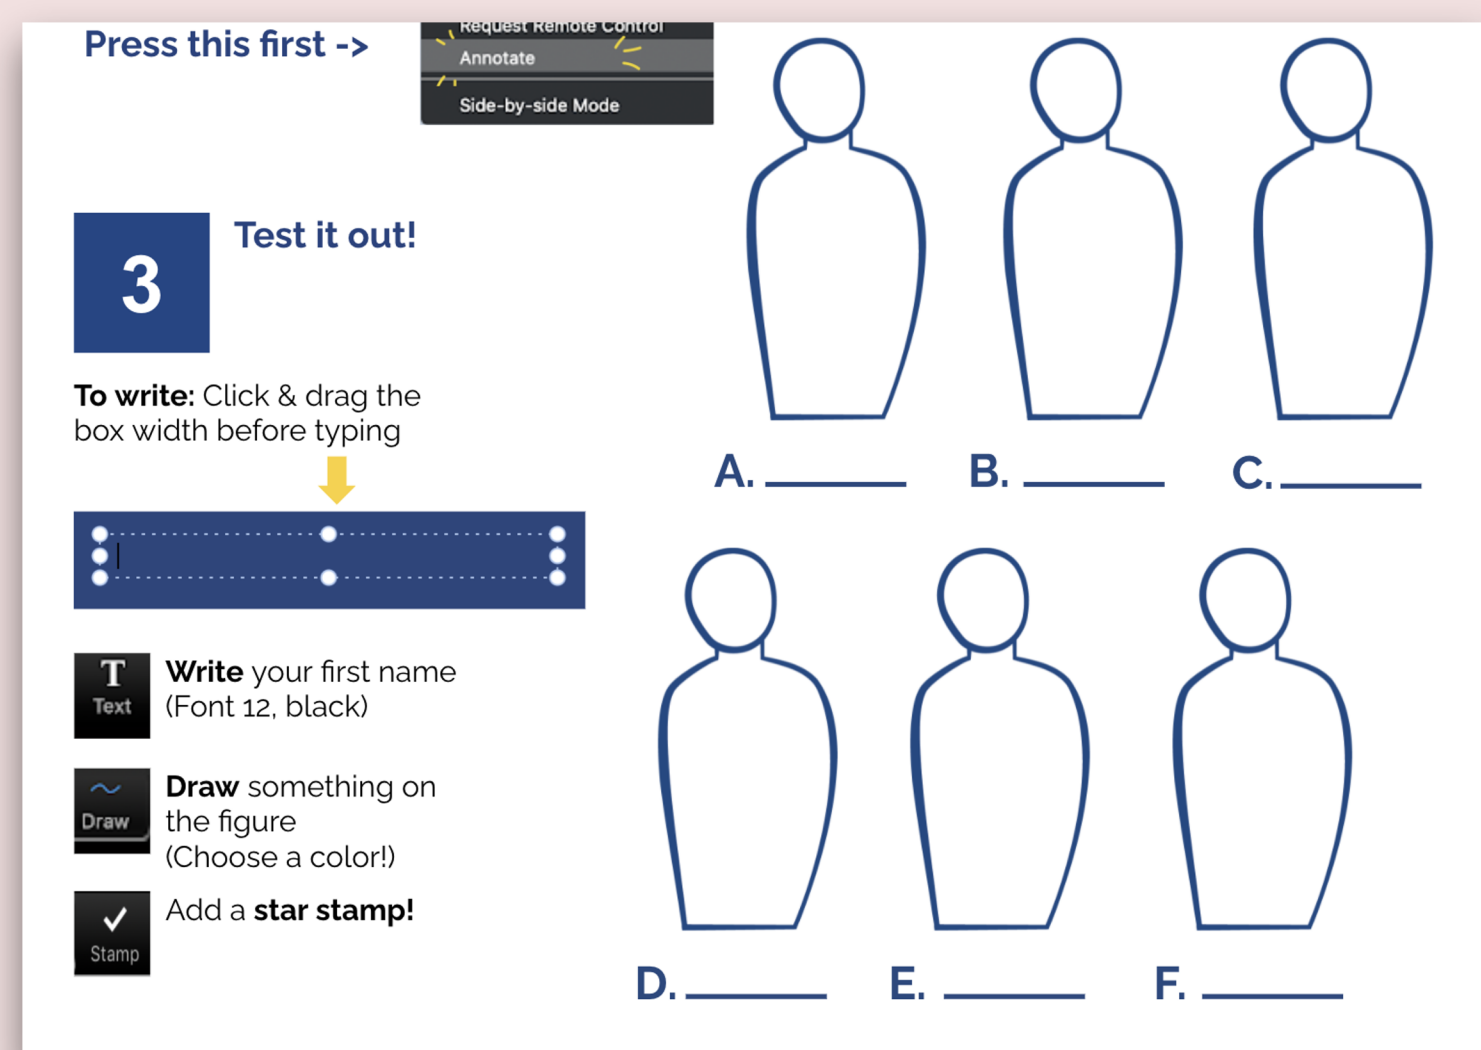 Press this first ->
Request Remote Control
Annotate
Side-by-side Mode
3
Test it out!
To write: Click & drag the
box width before typing
T
Text
Write your first name
(Font 12, black)
Draw
Draw something on
the figure
(Choose a color!)
Stamp
Add a star stamp!
A. 
B. 
C. 
D. 
E. 
F.